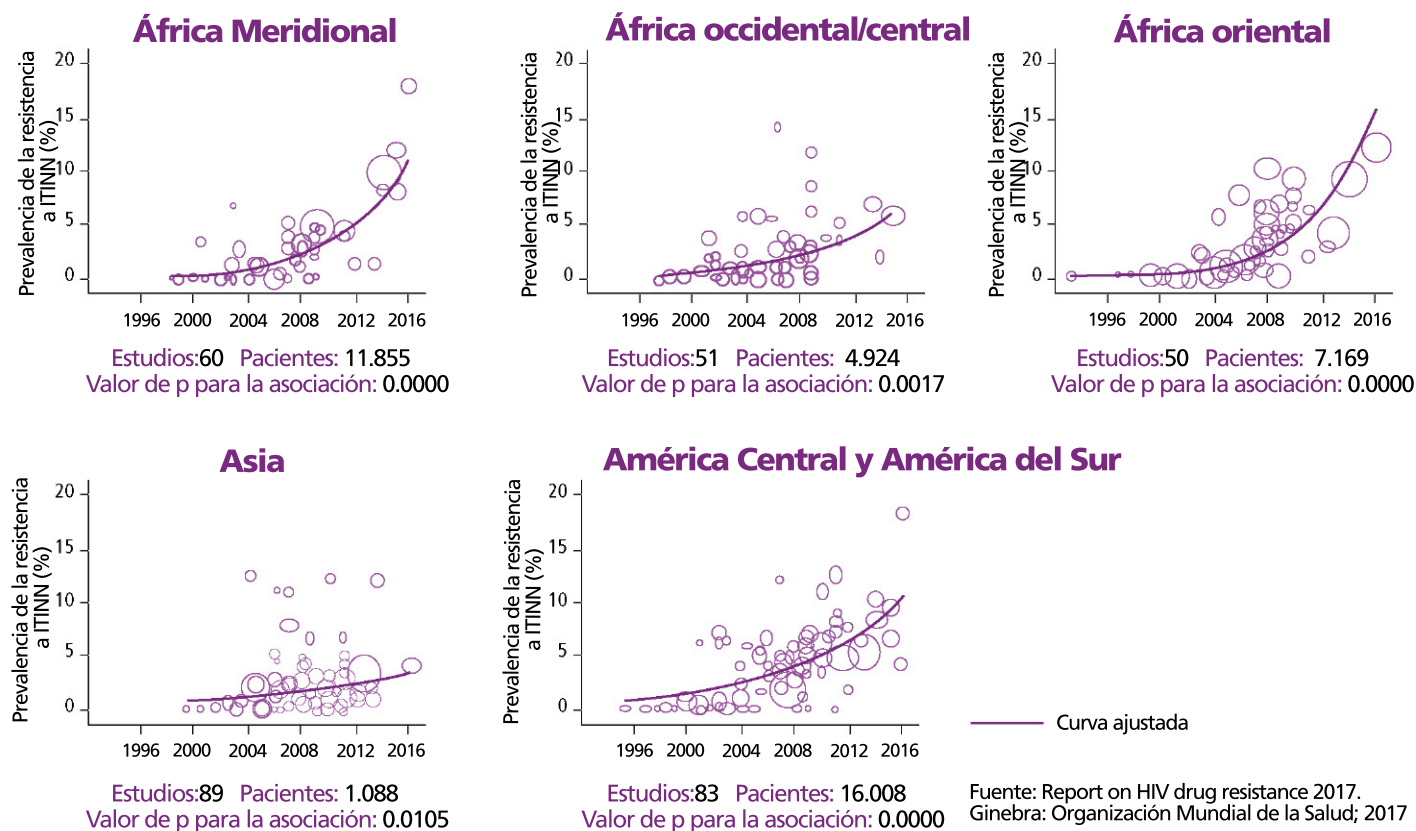 África Meridional
Prevalencia de la resistencia
a ITINN (%)
20
15
10
5
0
1996 2000 2004 2008 2012 2016
Estudios:60 Pacientes: 11.855
Valor de p para la asociación: 0.0000
África occidental/central
Prevalencia de la resistencia
a ITINN (%)
20
15
10
5
0
1996 2000 2004 2008 2012 2016
Estudios:51 Pacientes: 4.924
Valor de p para la asociación: 0.0017
África oriental
Prevalencia de la resistencia
a ITINN (%)
20
15
10
5
0
1996 2000 2004 2008 2012 2016
Estudios:50 Pacientes: 7.169
Valor de p para la asociación: 0.0000
Asia
Prevalencia de la resistencia
a ITINN (%)
20
15
10
5
0
1996 2000 2004 2008 2012 2016
Estudios:89 Pacientes: 1.088
Valor de p para la asociación: 0.0105
América Central y América del Sur
Prevalencia de la resistencia
a ITINN (%)
20
15
10
5
0
1996 2000 2004 2008 2012 2016
Estudios:83 Pacientes: 16.008
Valor de p para la asociación: 0.0000
Curva ajustada
Fuente: Report on HIV drug resistance 2017.
Ginebra: Organización Mundial de la Salud; 2017